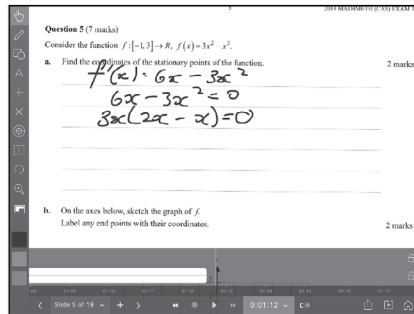 5
2014 MATHMETH (CAS) EXAM 1
Question 5 (7 marks)
Consider the function f : [−1, 3] → R, f(x) = 3x² − x³.
a. Find the coordinates of the stationary points of the function.
2 marks
f'(x) = 6x − 3x²
6x − 3x² = 0
3x(2x − x) = 0
b. On the axes below, sketch the graph of f.
Label any end points with their coordinates.
2 marks
Slide 5 of 19
0:01:12